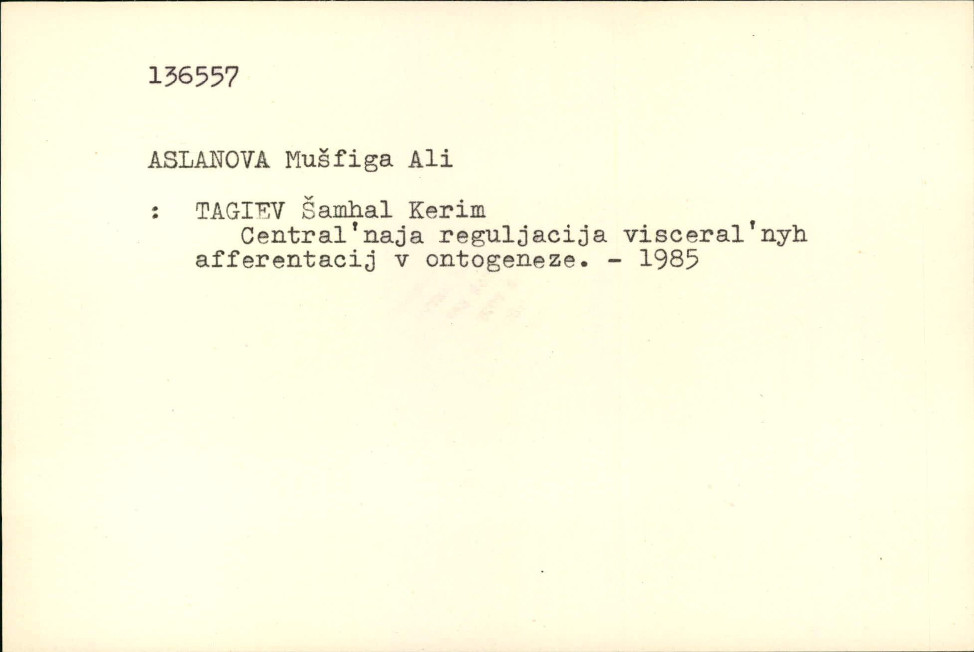 136557
ASLANOVA Mušfiga Ali
: TAGIEV Šamhal Kerim
Central'naja reguljacija visceral'nyh
afferentacij v ontogeneze. - 1985